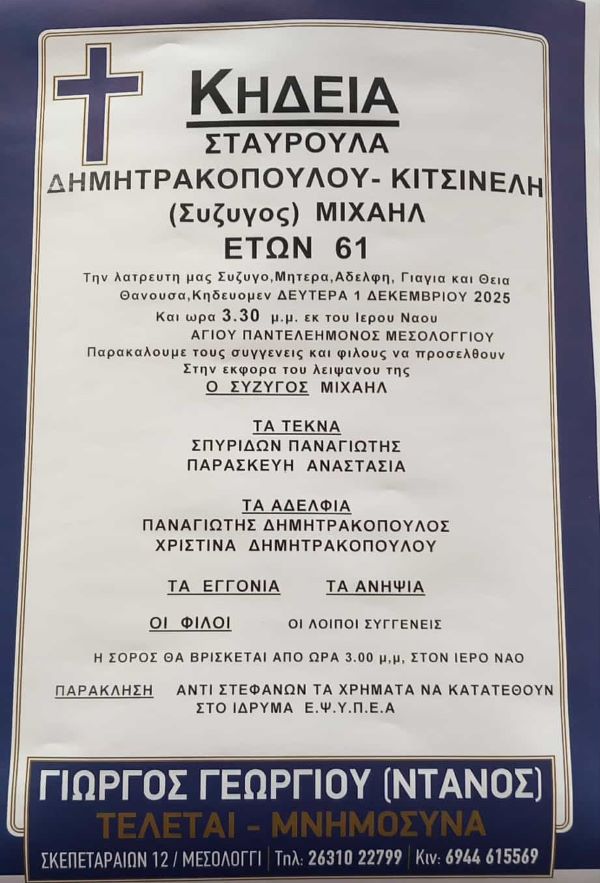 ΚΗΔΕΙΑ
ΣΤΑΥΡΟΥΛΑ
ΔΗΜΗΤΡΑΚΟΠΟΥΛΟΥ- ΚΙΤΣΙΝΕΛΗ
(Συζυγος) ΜΙΧΑΗΛ
ΕΤΩΝ 61
Την λατρευτη μας Συζυγο,Μητερα,Αδελφη, Γιαγια και Θεια
Θανουσα,Κηδευομεν ΔΕΥΤΕΡΑ 1 ΔΕΚΕΜΒΡΙΟΥ 2025
Και ωρα 3.30 μ.μ. εκ του Ιερου Ναου
ΑΓΙΟΥ ΠΑΝΤΕΛΕΗΜΟΝΟΣ ΜΕΣΟΛΟΓΓΙΟΥ
Παρακαλουμε τους συγγενεις και φιλους να προσελθουν
Στην εκφορα του λειψανου της
Ο ΣΥΖΥΓΟΣ ΜΙΧΑΗΛ
ΤΑ ΤΕΚΝΑ
ΣΠΥΡΙΔΩΝ ΠΑΝΑΓΙΩΤΗΣ
ΠΑΡΑΣΚΕΥΗ ΑΝΑΣΤΑΣΙΑ
ΤΑ ΑΔΕΛΦΙΑ
ΠΑΝΑΓΙΩΤΗΣ ΔΗΜΗΤΡΑΚΟΠΟΥΛΟΣ
ΧΡΙΣΤΙΝΑ ΔΗΜΗΤΡΑΚΟΠΟΥΛΟΥ
ΤΑ ΕΓΓΟΝΙΑ ΤΑ ΑΝΗΨΙΑ
ΟΙ ΦΙΛΟΙ ΟΙ ΛΟΙΠΟΙ ΣΥΓΓΕΝΕΙΣ
Η ΣΟΡΟΣ ΘΑ ΒΡΙΣΚΕΤΑΙ ΑΠΟ ΩΡΑ 3.00 μ,μ, ΣΤΟΝ ΙΕΡΟ ΝΑΟ
ΠΑΡΑΚΛΗΣΗ ΑΝΤΙ ΣΤΕΦΑΝΩΝ ΤΑ ΧΡΗΜΑΤΑ ΝΑ ΚΑΤΑΤΕΘΟΥΝ
ΣΤΟ ΙΔΡΥΜΑ Ε.Ψ.Υ.Π.Ε.Α
ΓΙΩΡΓΟΣ ΓΕΩΡΓΙΟΥ (ΝΤΑΝΟΣ)
ΤΕΛΕΤΑΙ - ΜΝΗΜΟΣΥΝΑ
ΣΚΕΠΕΤΑΡΑΙΩΝ 12 / ΜΕΣΟΛΟΓΓΙ | Τηλ: 26310 22799 | Κιν: 6944 615569